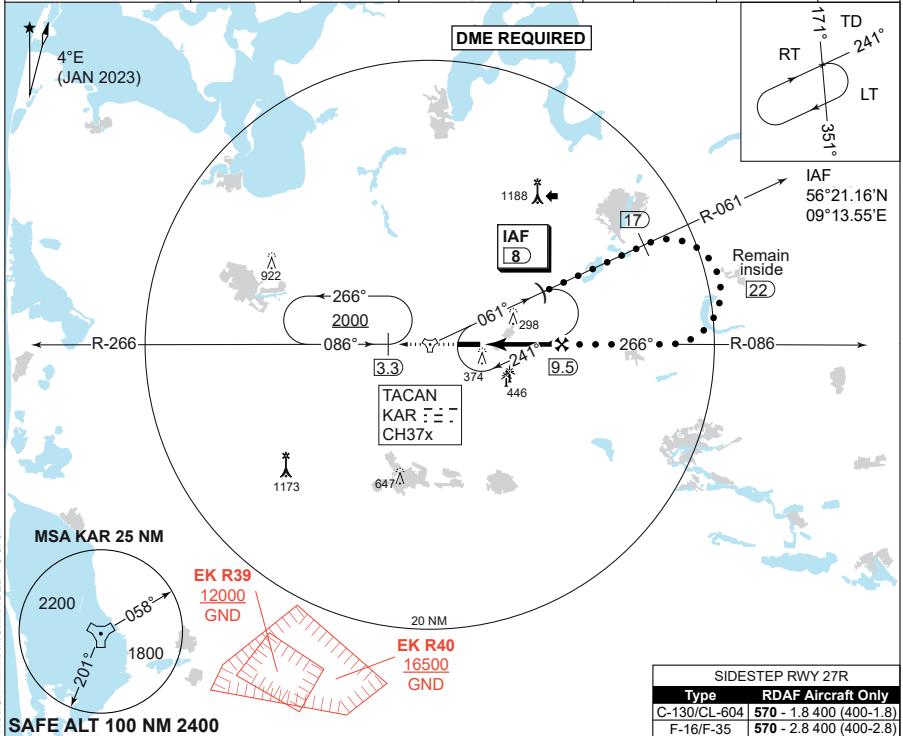 DME REQUIRED
4°E
(JAN 2023)
171°
TD
241°
RT
LT
351°
IAF
56°21.16'N
09°13.55'E
R-061
1188
17
IAF
8
Remain
inside
22
922
266°
2000
086°
061°
298
R-266
3.3
374
241°
446
9.5
266°
R-086
TACAN
KAR
CH37x
1173
647
MSA KAR 25 NM
2200
058°
1800
201°
SAFE ALT 100 NM 2400
EK R39
12000
GND
EK R40
16500
GND
20 NM
SIDESTEP RWY 27R
Type RDAF Aircraft Only
C-130/CL-604 570 - 1.8 400 (400-1.8)
F-16/F-35 570 - 2.8 400 (400-2.8)